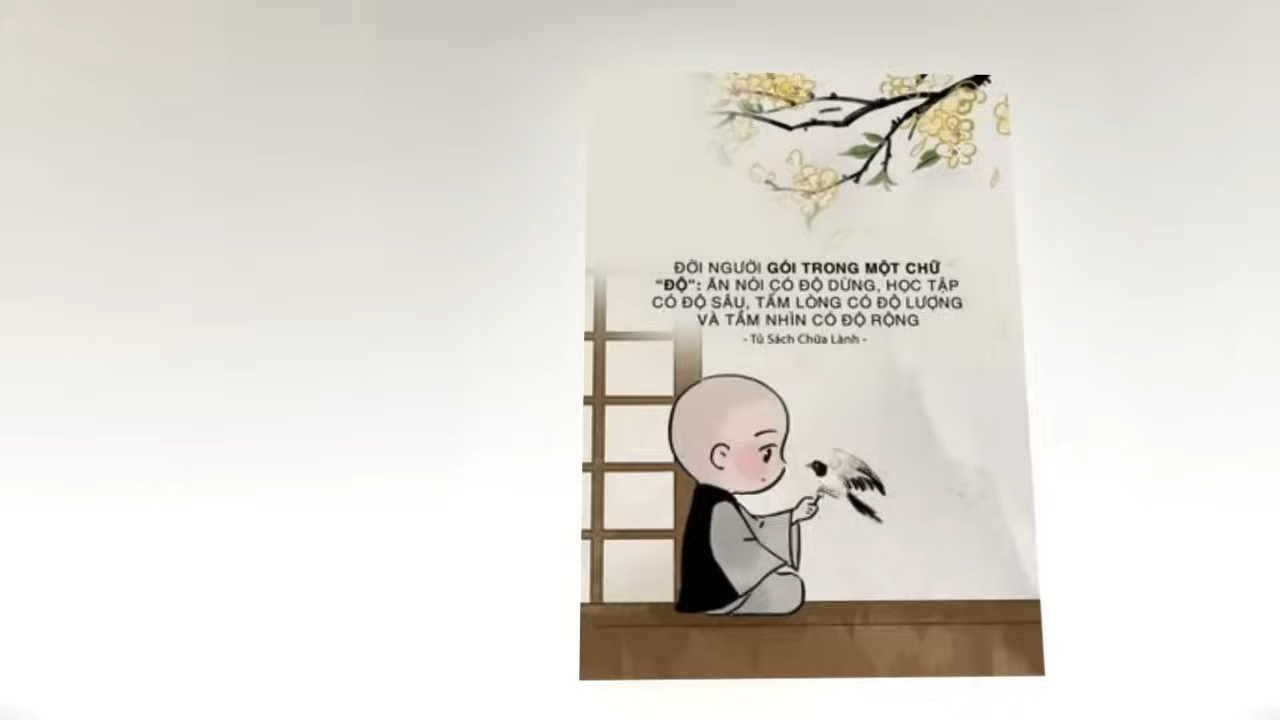 ĐỜI NGƯỜI GÓI TRONG MỘT CHỮ
“ĐỘ”: ĂN NÓI CÓ ĐỘ DỪNG, HỌC TẬP
CÓ ĐỘ SÂU, TẤM LÒNG CÓ ĐỘ LƯỢNG
VÀ TẦM NHÌN CÓ ĐỘ RỘNG
- Tủ Sách Chữa Lành -